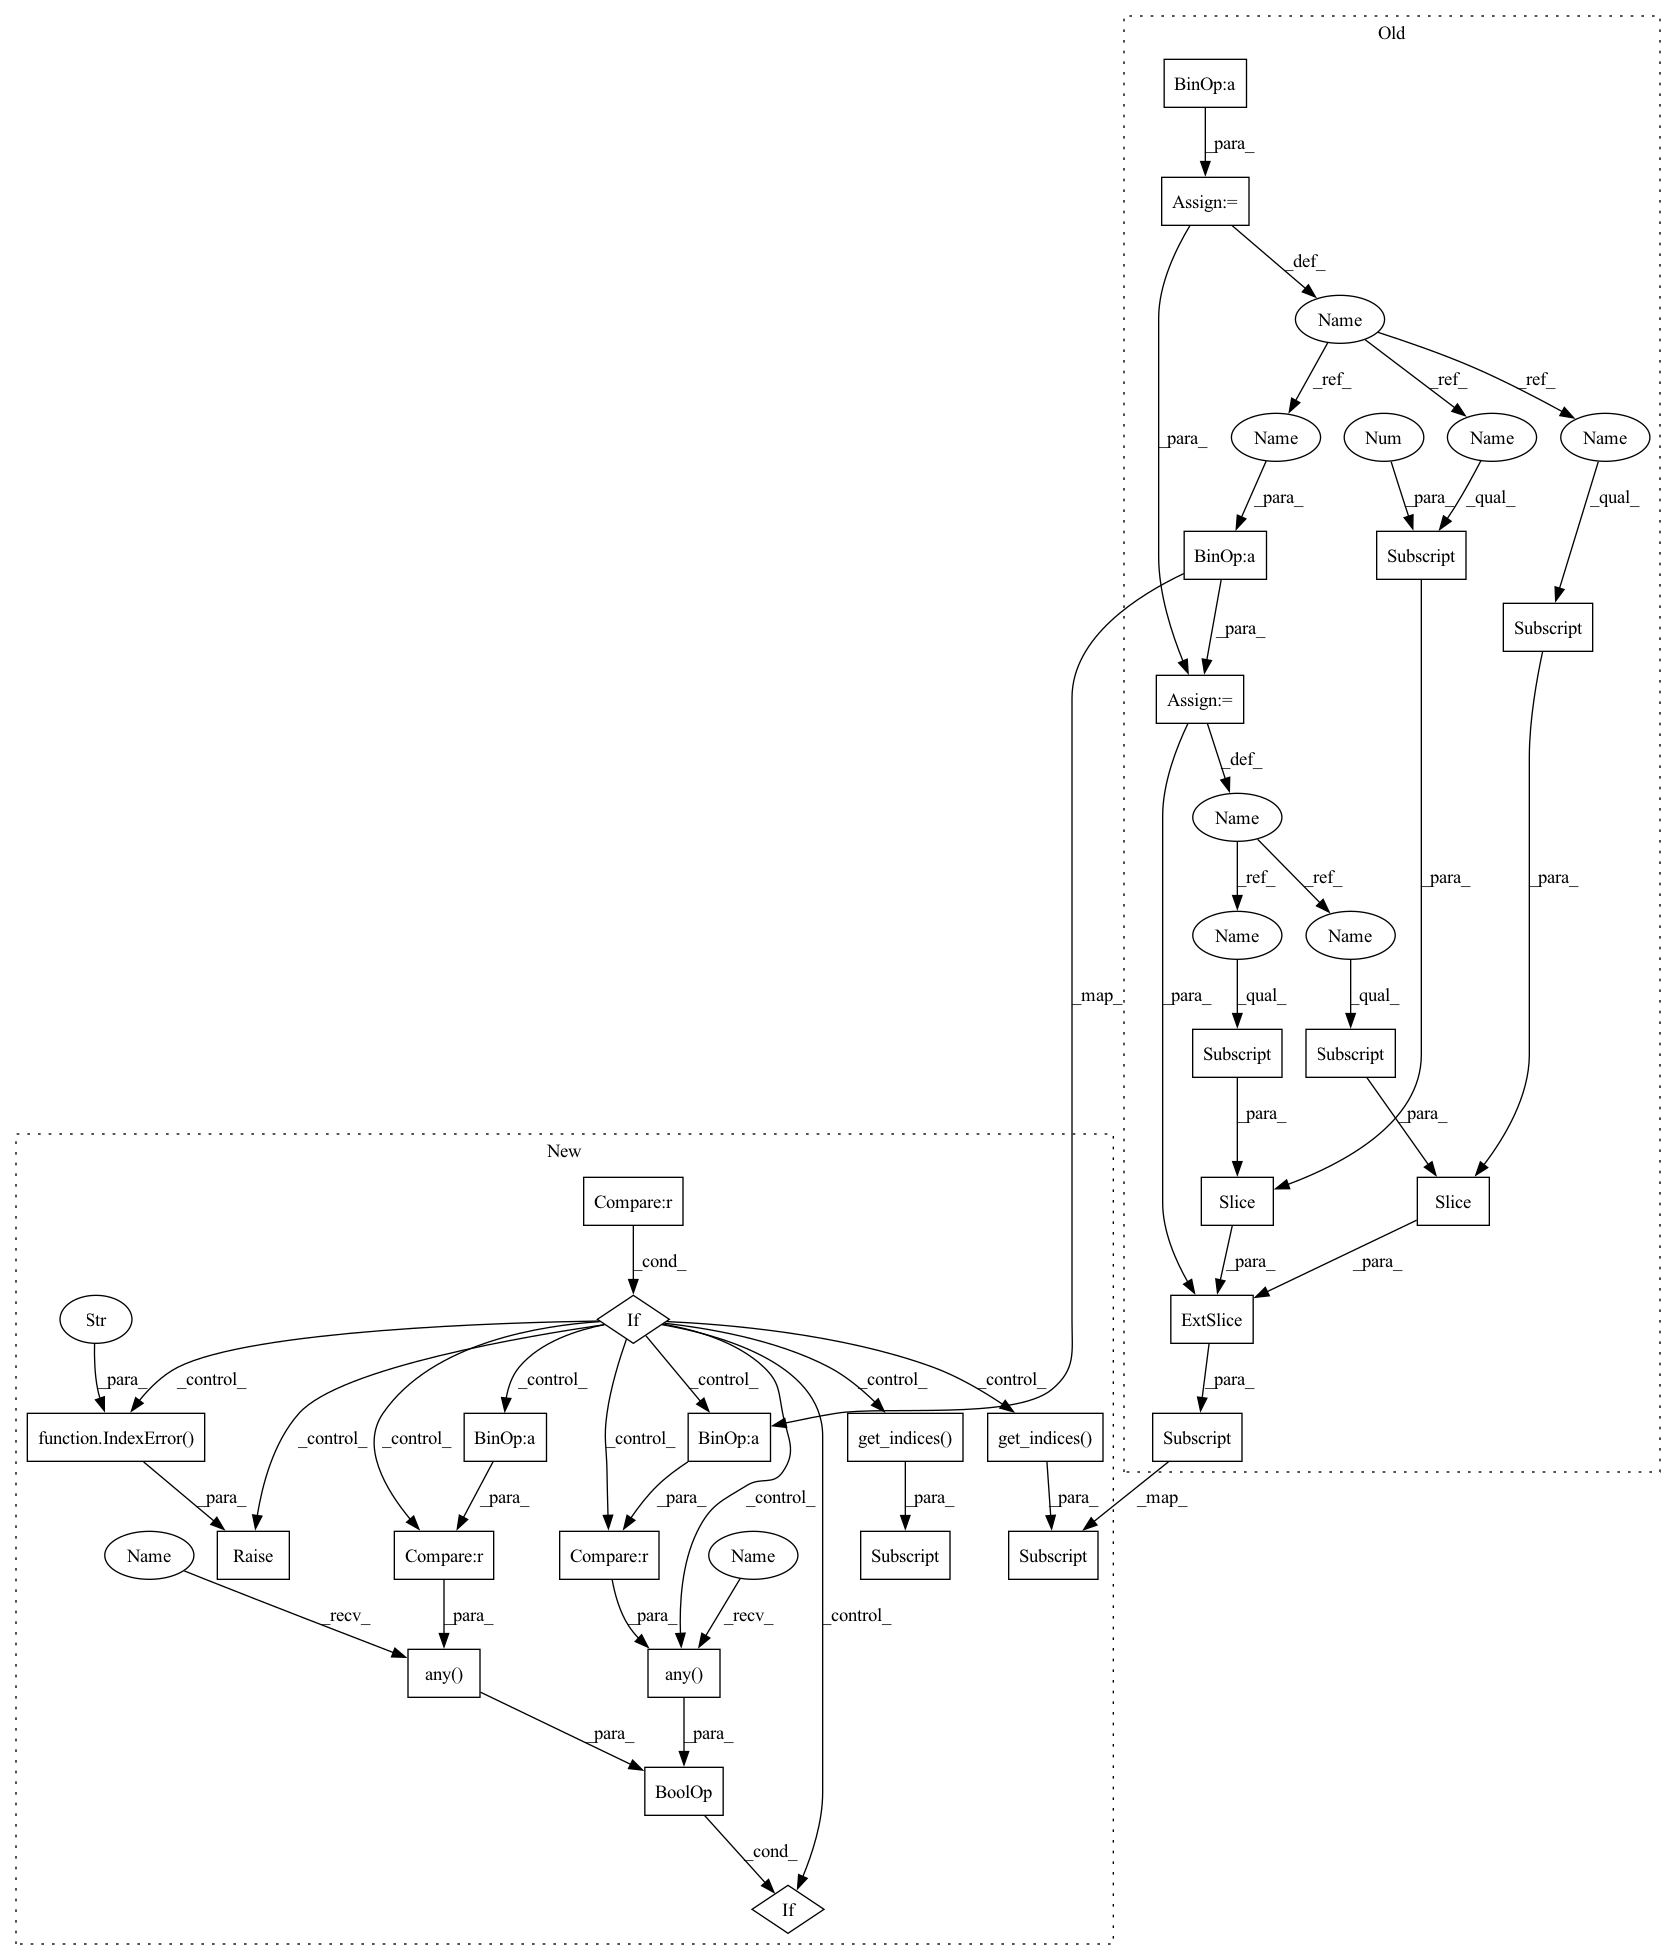 Old
BinOp:a
_para_
Assign:=
_def_
Name
_ref_ _ref_ _ref_
_para_ Name Num Name Name
_para_ _para_ _qual_ _qual_
BinOp:a Subscript
Subscript
_para_
Assign:=
_def_
Name
_ref_ _ref_ _para_ _para_
Name Name
_map_ _para_ _qual_ _qual_
Subscript Subscript
_para_ _para_
New
Compare:r Slice Slice
_cond_ _para_ _para_
Str If ExtSlice
_para_ _control_ _control_ _control_ _control_ _control_ _para_
function.IndexError() BinOp:a BinOp:a get_indices() get_indices() Subscript
_control_ _control_ _control_
_para_ _para_ _para_ _control_ _para_ _para_ _map_
Name Raise Compare:r Compare:r Name Subscript Subscript
_recv_ _para_ _para_ _recv_ _control_
any() any()
_para_ _para_
BoolOp
_cond_
If